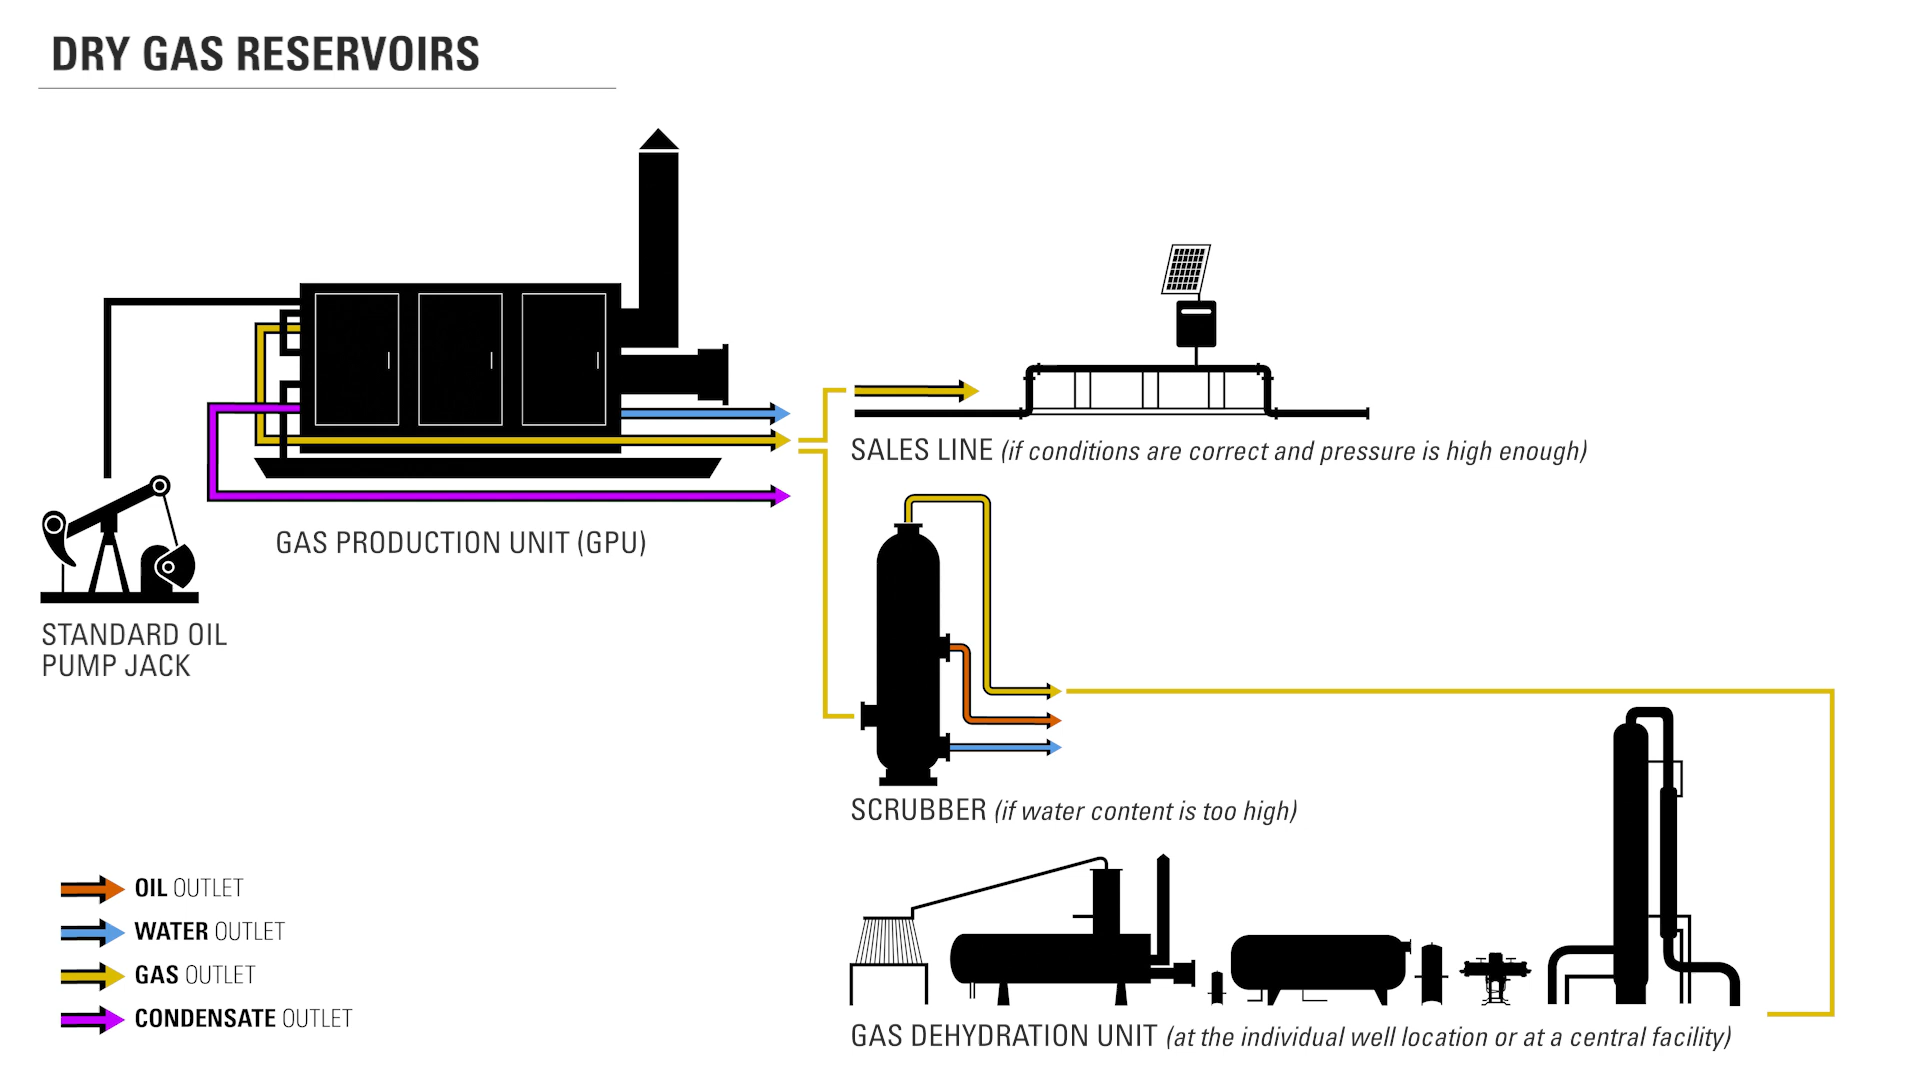 DRY GAS RESERVOIRS
SALES LINE (if conditions are correct and pressure is high enough)
GAS PRODUCTION UNIT (GPU)
STANDARD OIL
PUMP JACK
SCRUBBER (if water content is too high)
OIL OUTLET
WATER OUTLET
GAS OUTLET
CONDENSATE OUTLET
GAS DEHYDRATION UNIT (at the individual well location or at a central facility)